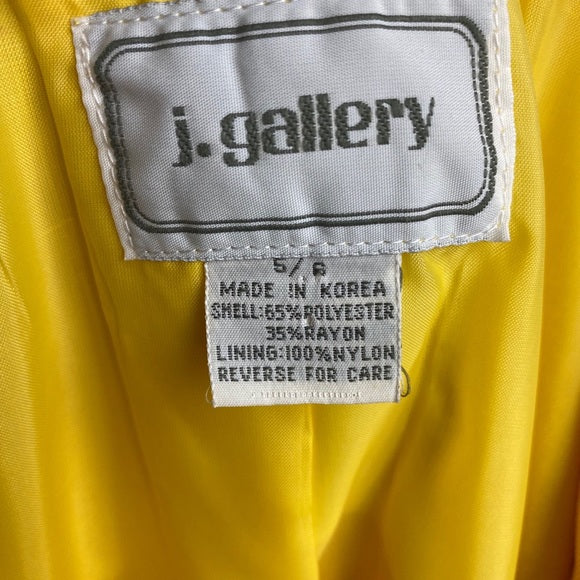 j.gallery
5/6
MADE IN KOREA
SHELL:65%POLYESTER
35%RAYON
LINING:100%NYLON
REVERSE FOR CARE